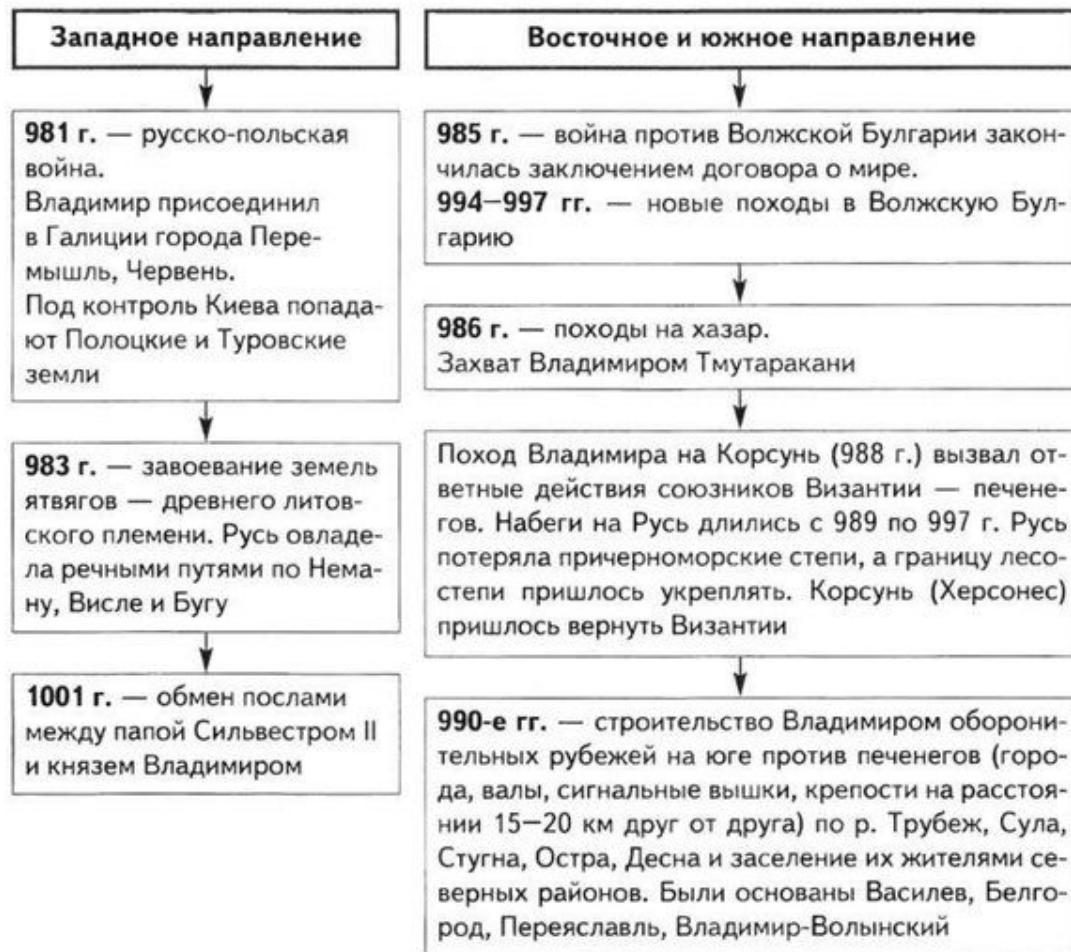 Западное направление
981 г. — русско-польская
война.
Владимир присоединил
в Галиции города Пере-
мышль, Червень.
Под контроль Киева попада-
ют Полоцкие и Туровские
земли
983 г. — завоевание земель
ятвягов — древнего литов-
ского племени. Русь овладе-
ла речными путями по Нема-
ну, Висле и Бугу
1001 г. — обмен послами
между папой Сильвестром II
и князем Владимиром
Восточное и южное направление
985 г. — война против Волжской Булгарии закон-
чилась заключением договора о мире.
994—997 гг. — новые походы в Волжскую Бул-
гарию
986 г. — походы на хазар.
Захват Владимиром Тмутаракани
Поход Владимира на Корсунь (988 г.) вызвал от-
ветные действия союзников Византии — печене-
гов. Набеги на Русь длились с 989 по 997 г. Русь
потеряла причерноморские степи, а границу лесо-
степи пришлось укреплять. Корсунь (Херсонес)
пришлось вернуть Византии
990-е гг. — строительство Владимиром оборони-
тельных рубежей на юге против печенегов (горо-
да, валы, сигнальные вышки, крепости на расстоя-
нии 15—20 км друг от друга) по р. Трубеж, Сула,
Стугна, Остра, Десна и заселение их жителями се-
верных районов. Были основаны Василев, Белго-
род, Переяславль, Владимир-Волынский